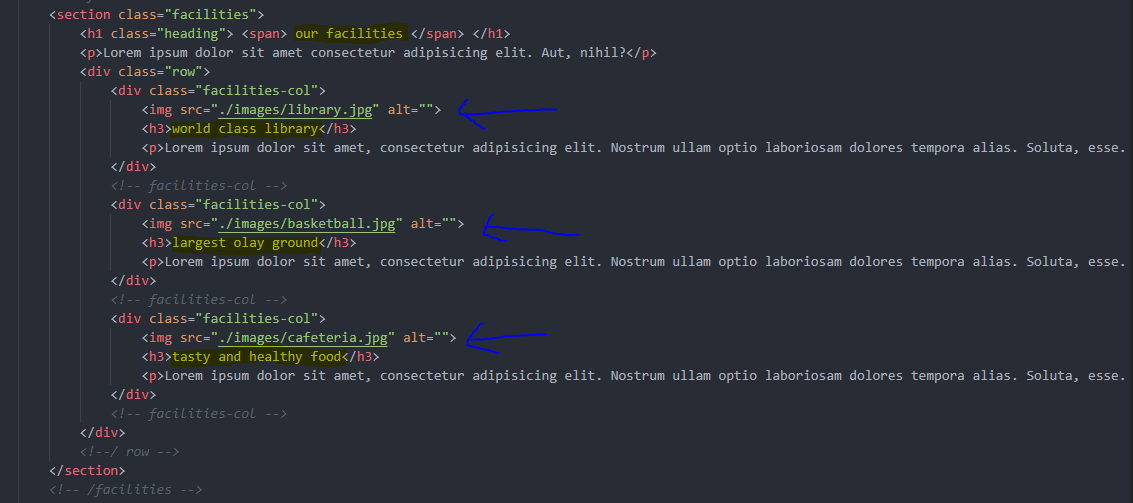 <section class="facilities">
<h1 class="heading"> <span> our facilities </span> </h1>
<p>Lorem ipsum dolor sit amet consectetur adipisicing elit. Aut, nihil?</p>
<div class="row">
<div class="facilities-col">
<img src="./images/library.jpg" alt="">
<h3>world class library</h3>
<p>Lorem ipsum dolor sit amet, consectetur adipisicing elit. Nostrum ullam optio laboriosam dolores tempora alias. Soluta, esse.
</div>
<!-- facilities-col -->
<div class="facilities-col">
<img src="./images/basketball.jpg" alt="">
<h3>largest olay ground</h3>
<p>Lorem ipsum dolor sit amet, consectetur adipisicing elit. Nostrum ullam optio laboriosam dolores tempora alias. Soluta, esse.
</div>
<!-- facilities-col -->
<div class="facilities-col">
<img src="./images/cafeteria.jpg" alt="">
<h3>tasty and healthy food</h3>
<p>Lorem ipsum dolor sit amet, consectetur adipisicing elit. Nostrum ullam optio laboriosam dolores tempora alias. Soluta, esse.
</div>
<!-- facilities-col -->
</div>
<!--/ row -->
</section>
<!-- /facilities -->